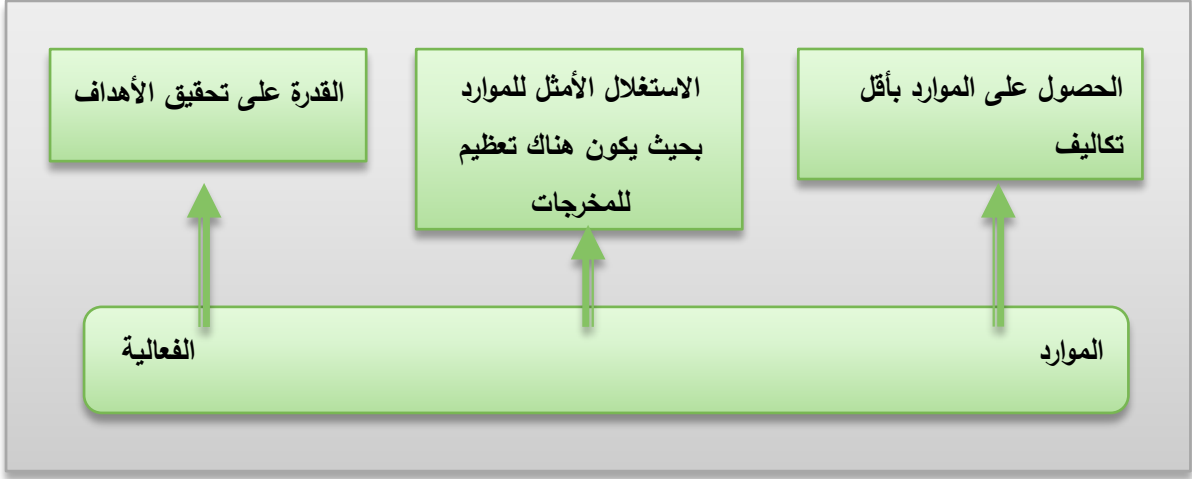 الحصول على الموارد بأقل
تكاليف
الاستغلال الأمثل للموارد
بحيث يكون هناك تعظيم
للمخرجات
القدرة على تحقيق الأهداف
الموارد
الفعالية